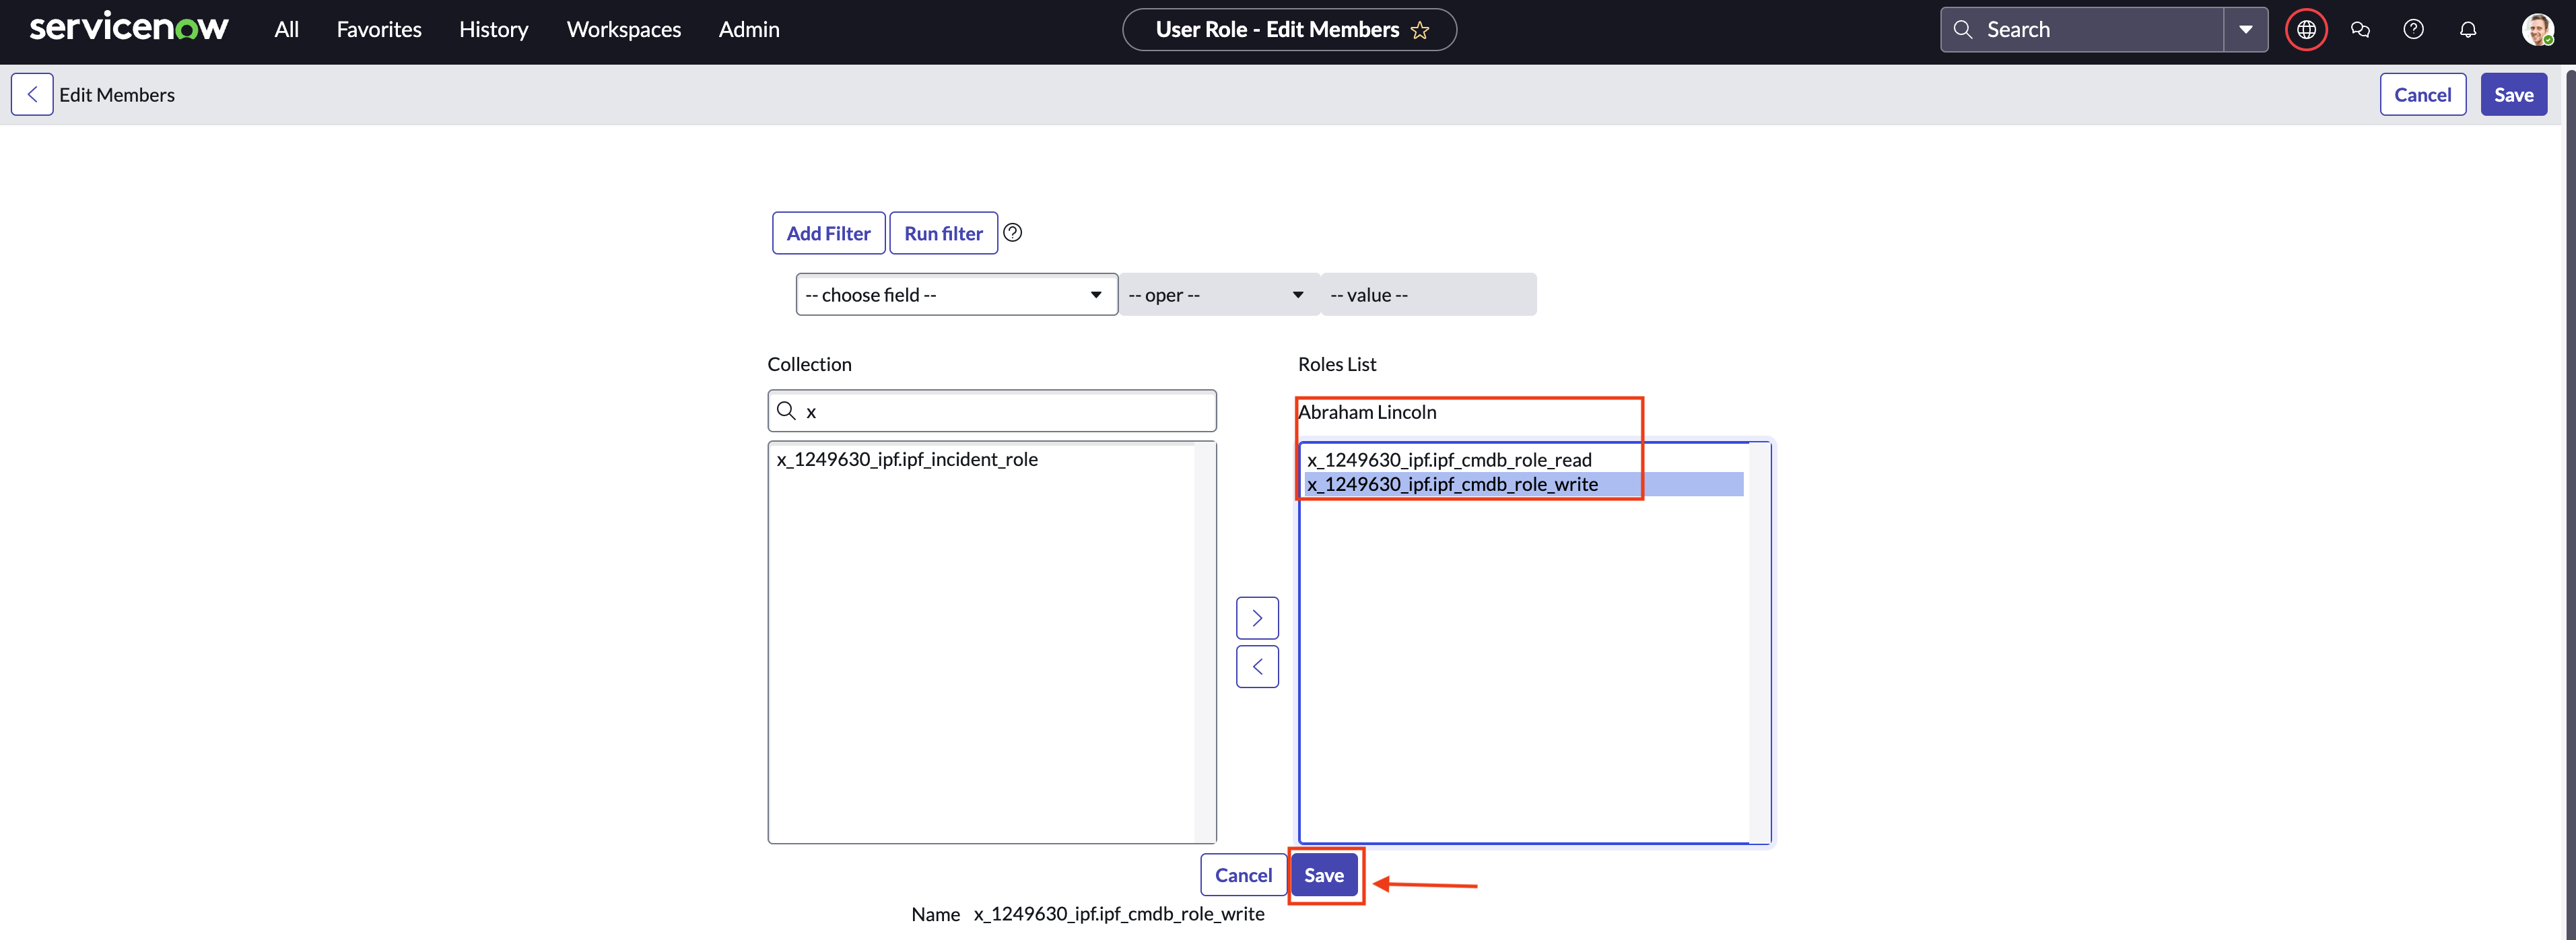 servicenow All Favorites History Workspaces Admin User Role - Edit Members Search
Edit Members Cancel Save
Add Filter Run filter
-- choose field -- -- oper -- -- value --
Collection Roles List
x Abraham Lincoln
x_1249630_ipf.ipf_incident_role x_1249630_ipf.ipf_cmdb_role_read
x_1249630_ipf.ipf_cmdb_role_write
Cancel Save
Name x_1249630_ipf.ipf_cmdb_role_write